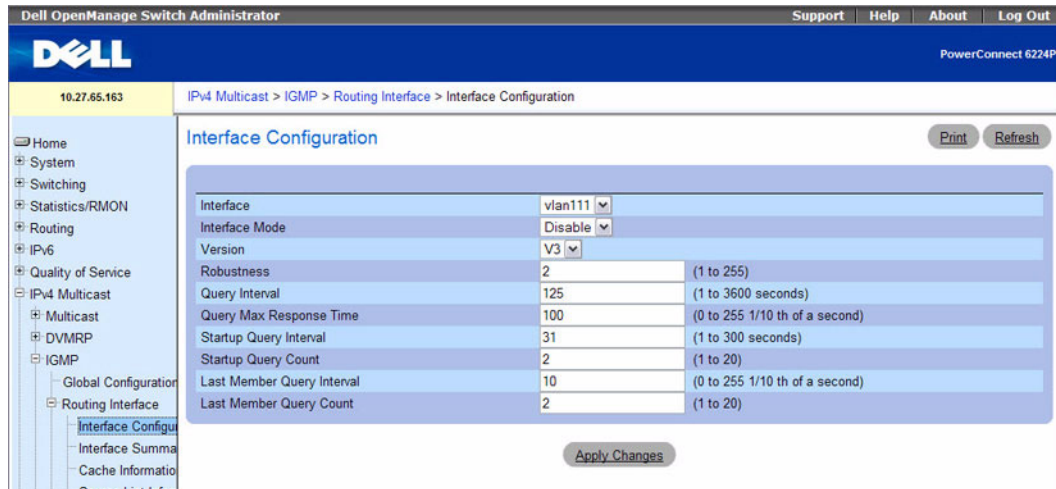 Dell OpenManage Switch Administrator
Support Help About Log Out
DELL
PowerConnect 6224P
10.27.65.163
IPv4 Multicast > IGMP > Routing Interface > Interface Configuration
Home
System
Switching
Statistics/RMON
Routing
IPv6
Quality of Service
IPv4 Multicast
Multicast
DVMRP
IGMP
Global Configuration
Routing Interface
Interface Configu
Interface Summa
Cache Informatio
Interface Configuration
Print Refresh
Interface vlan111
Interface Mode Disable
Version V3
Robustness 2 (1 to 255)
Query Interval 125 (1 to 3600 seconds)
Query Max Response Time 100 (0 to 255 1/10 th of a second)
Startup Query Interval 31 (1 to 300 seconds)
Startup Query Count 2 (1 to 20)
Last Member Query Interval 10 (0 to 255 1/10 th of a second)
Last Member Query Count 2 (1 to 20)
Apply Changes